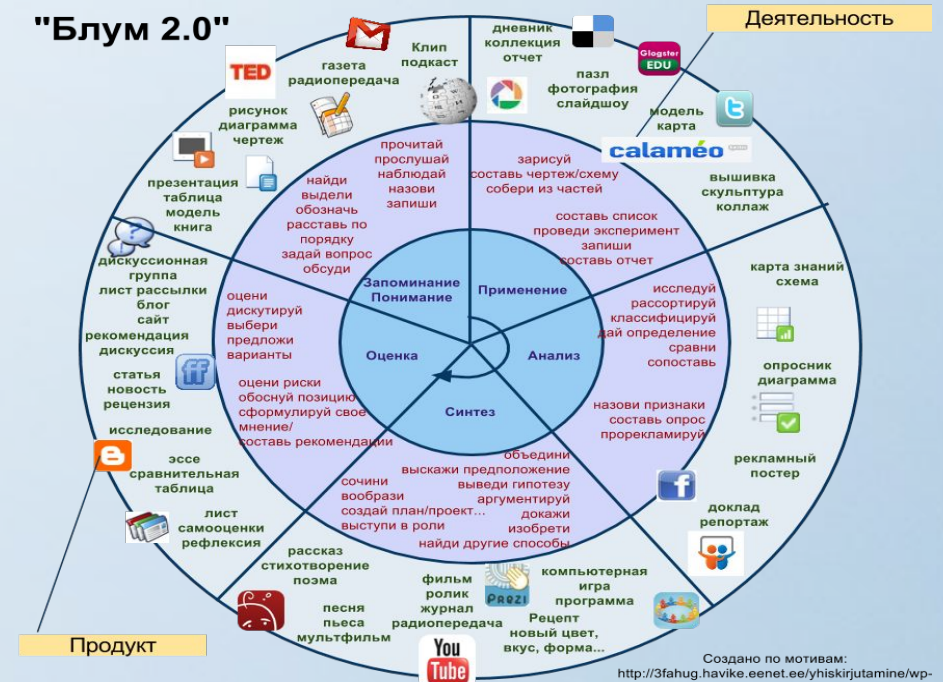 "Блум 2.0"
Деятельность
TED
газета
радиопередача
Клип
подкаст
рисунок
диаграмма
чертеж
презентация
таблица
модель
книга
дневник
коллекция
отчет
Glogster
EDU
пазл
фотография
слайдшоу
модель
карта
calaméo
вышивка
скульптура
коллаж
прочитай
прослушай
наблюдай
назови
запиши
найди
выдели
обозначь
расставь по
порядку
задай вопрос
обсуди
зарисуй
составь чертеж/схему
собери из частей
составь список
проведи эксперимент
запиши
составь отчет
Запоминание
Понимание
Применение
Оценка
Анализ
Синтез
дискуссионная
группа
лист рассылки
блог
сайт
рекомендация
дискуссия
статья
новость
рецензия
исследование
эссе
сравнительная
таблица
лист
самооценки
рефлексия
оцени
дискутируй
выбери
предложи
варианты
оцени риски
обоснуй позицию
сформулируй свое
мнение/
составь рекомендации
исследуй
рассортируй
классифицируй
дай определение
сравни
сопоставь
назови признаки
составь опрос
прорекламируй
карта знаний
схема
опросник
диаграмма
рекламный
постер
доклад
репортаж
объедини
выскажи предположение
выведи гипотезу
аргументируй
докажи
изобрети
найди другие способы
сочини
вообрази
создай план/проект...
выступи в роли
рассказ
стихотворение
поэма
песня
пьеса
мультфильм
фильм
ролик
журнал
радиопередача
PREZI
компьютерная
игра
программа
Рецепт
новый цвет,
вкус, форма...
You
Tube
ff
f
Продукт
Создано по мотивам:
http://3fahug.havike.eenet.ee/yhiskirjutamine/wp-